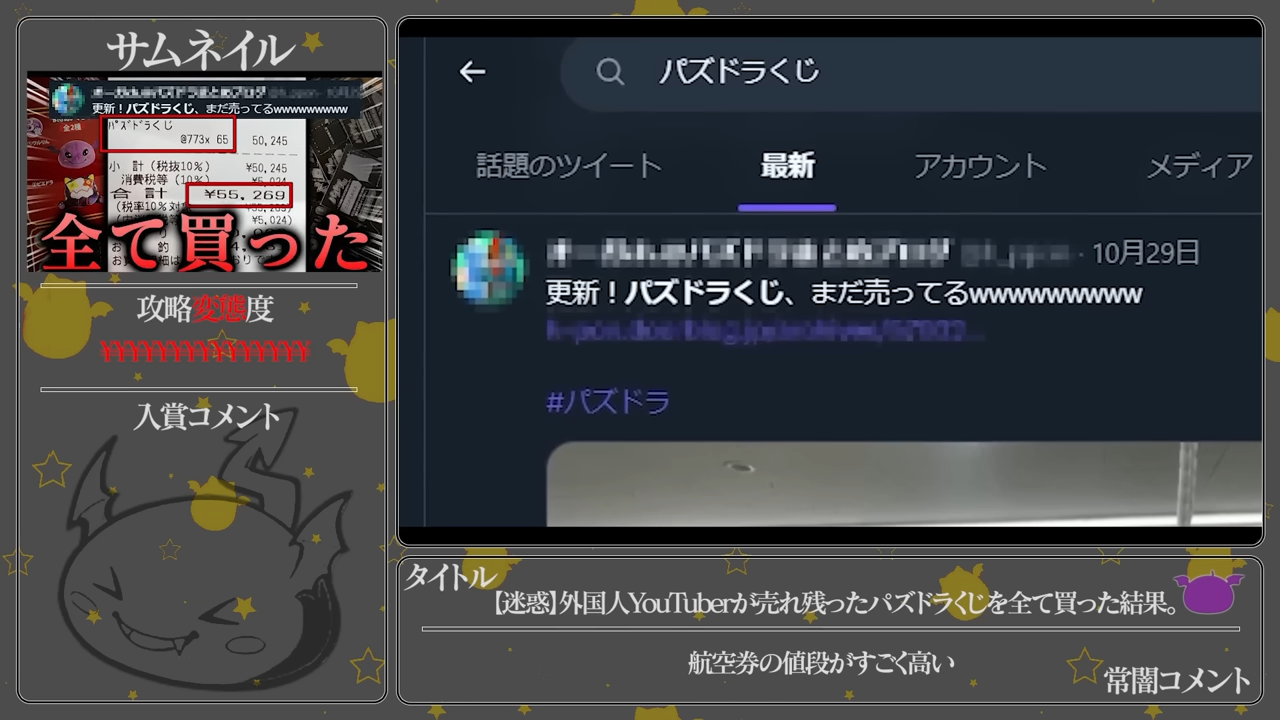 サムネイル
更新！パズドラくじ、まだ売ってるwwwwwwwww
全2種
ﾊﾟｽﾞﾄﾞﾗくじ
@773x 65 50,245
小 計（税抜10%） ¥50,245
消費税等（10%）
合 計 ¥55,269
¥5,024)
全て買った
攻略変態度
¥¥¥¥¥¥¥¥¥¥¥¥¥¥¥
入賞コメント
パズドラくじ
話題のツイート 最新 アカウント メディア
10月29日
更新！パズドラくじ、まだ売ってるwwwwwwwww
#パズドラ
タイトル
【迷惑】外国人YouTuberが売れ残ったパズドラくじを全て買った結果。
航空券の値段がすごく高い
常闇コメント